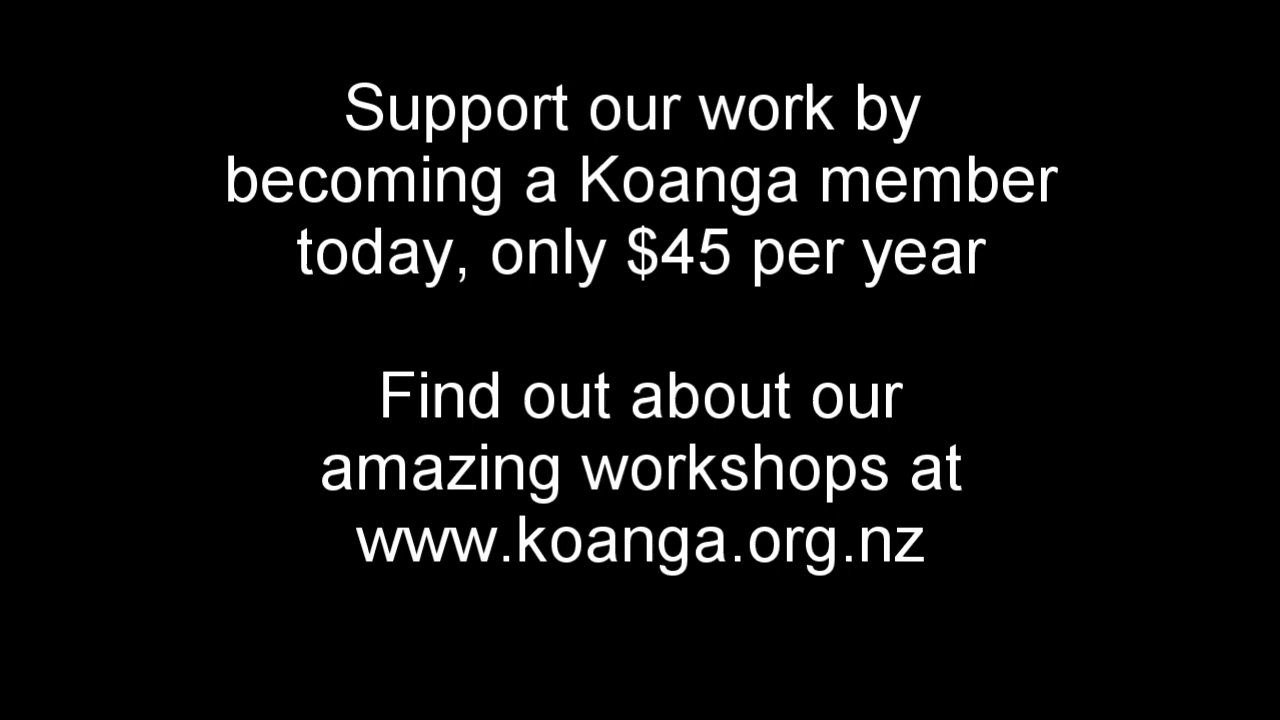 Support our work by
becoming a Koanga member
today, only $45 per year
Find out about our
amazing workshops at
www.koanga.org.nz